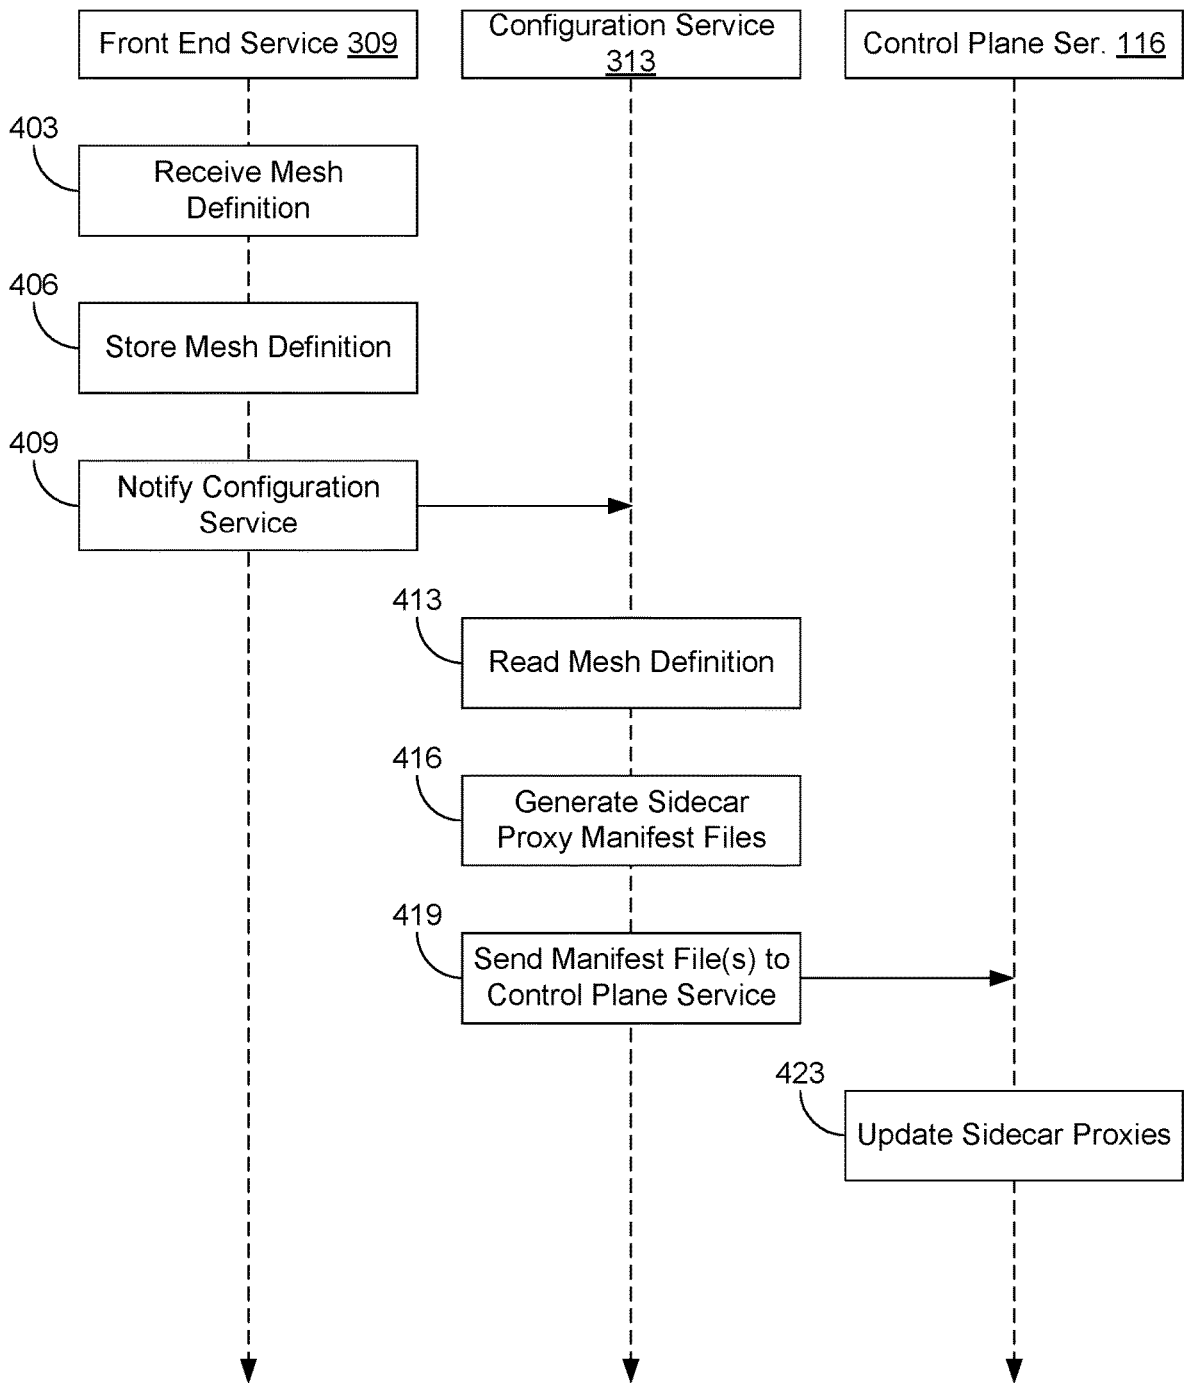 Front End Service 309
Configuration Service
313
Control Plane Ser. 116
403
Receive Mesh
Definition
406
Store Mesh Definition
409
Notify Configuration
Service
413
Read Mesh Definition
416
Generate Sidecar
Proxy Manifest Files
419
Send Manifest File(s) to
Control Plane Service
423
Update Sidecar Proxies